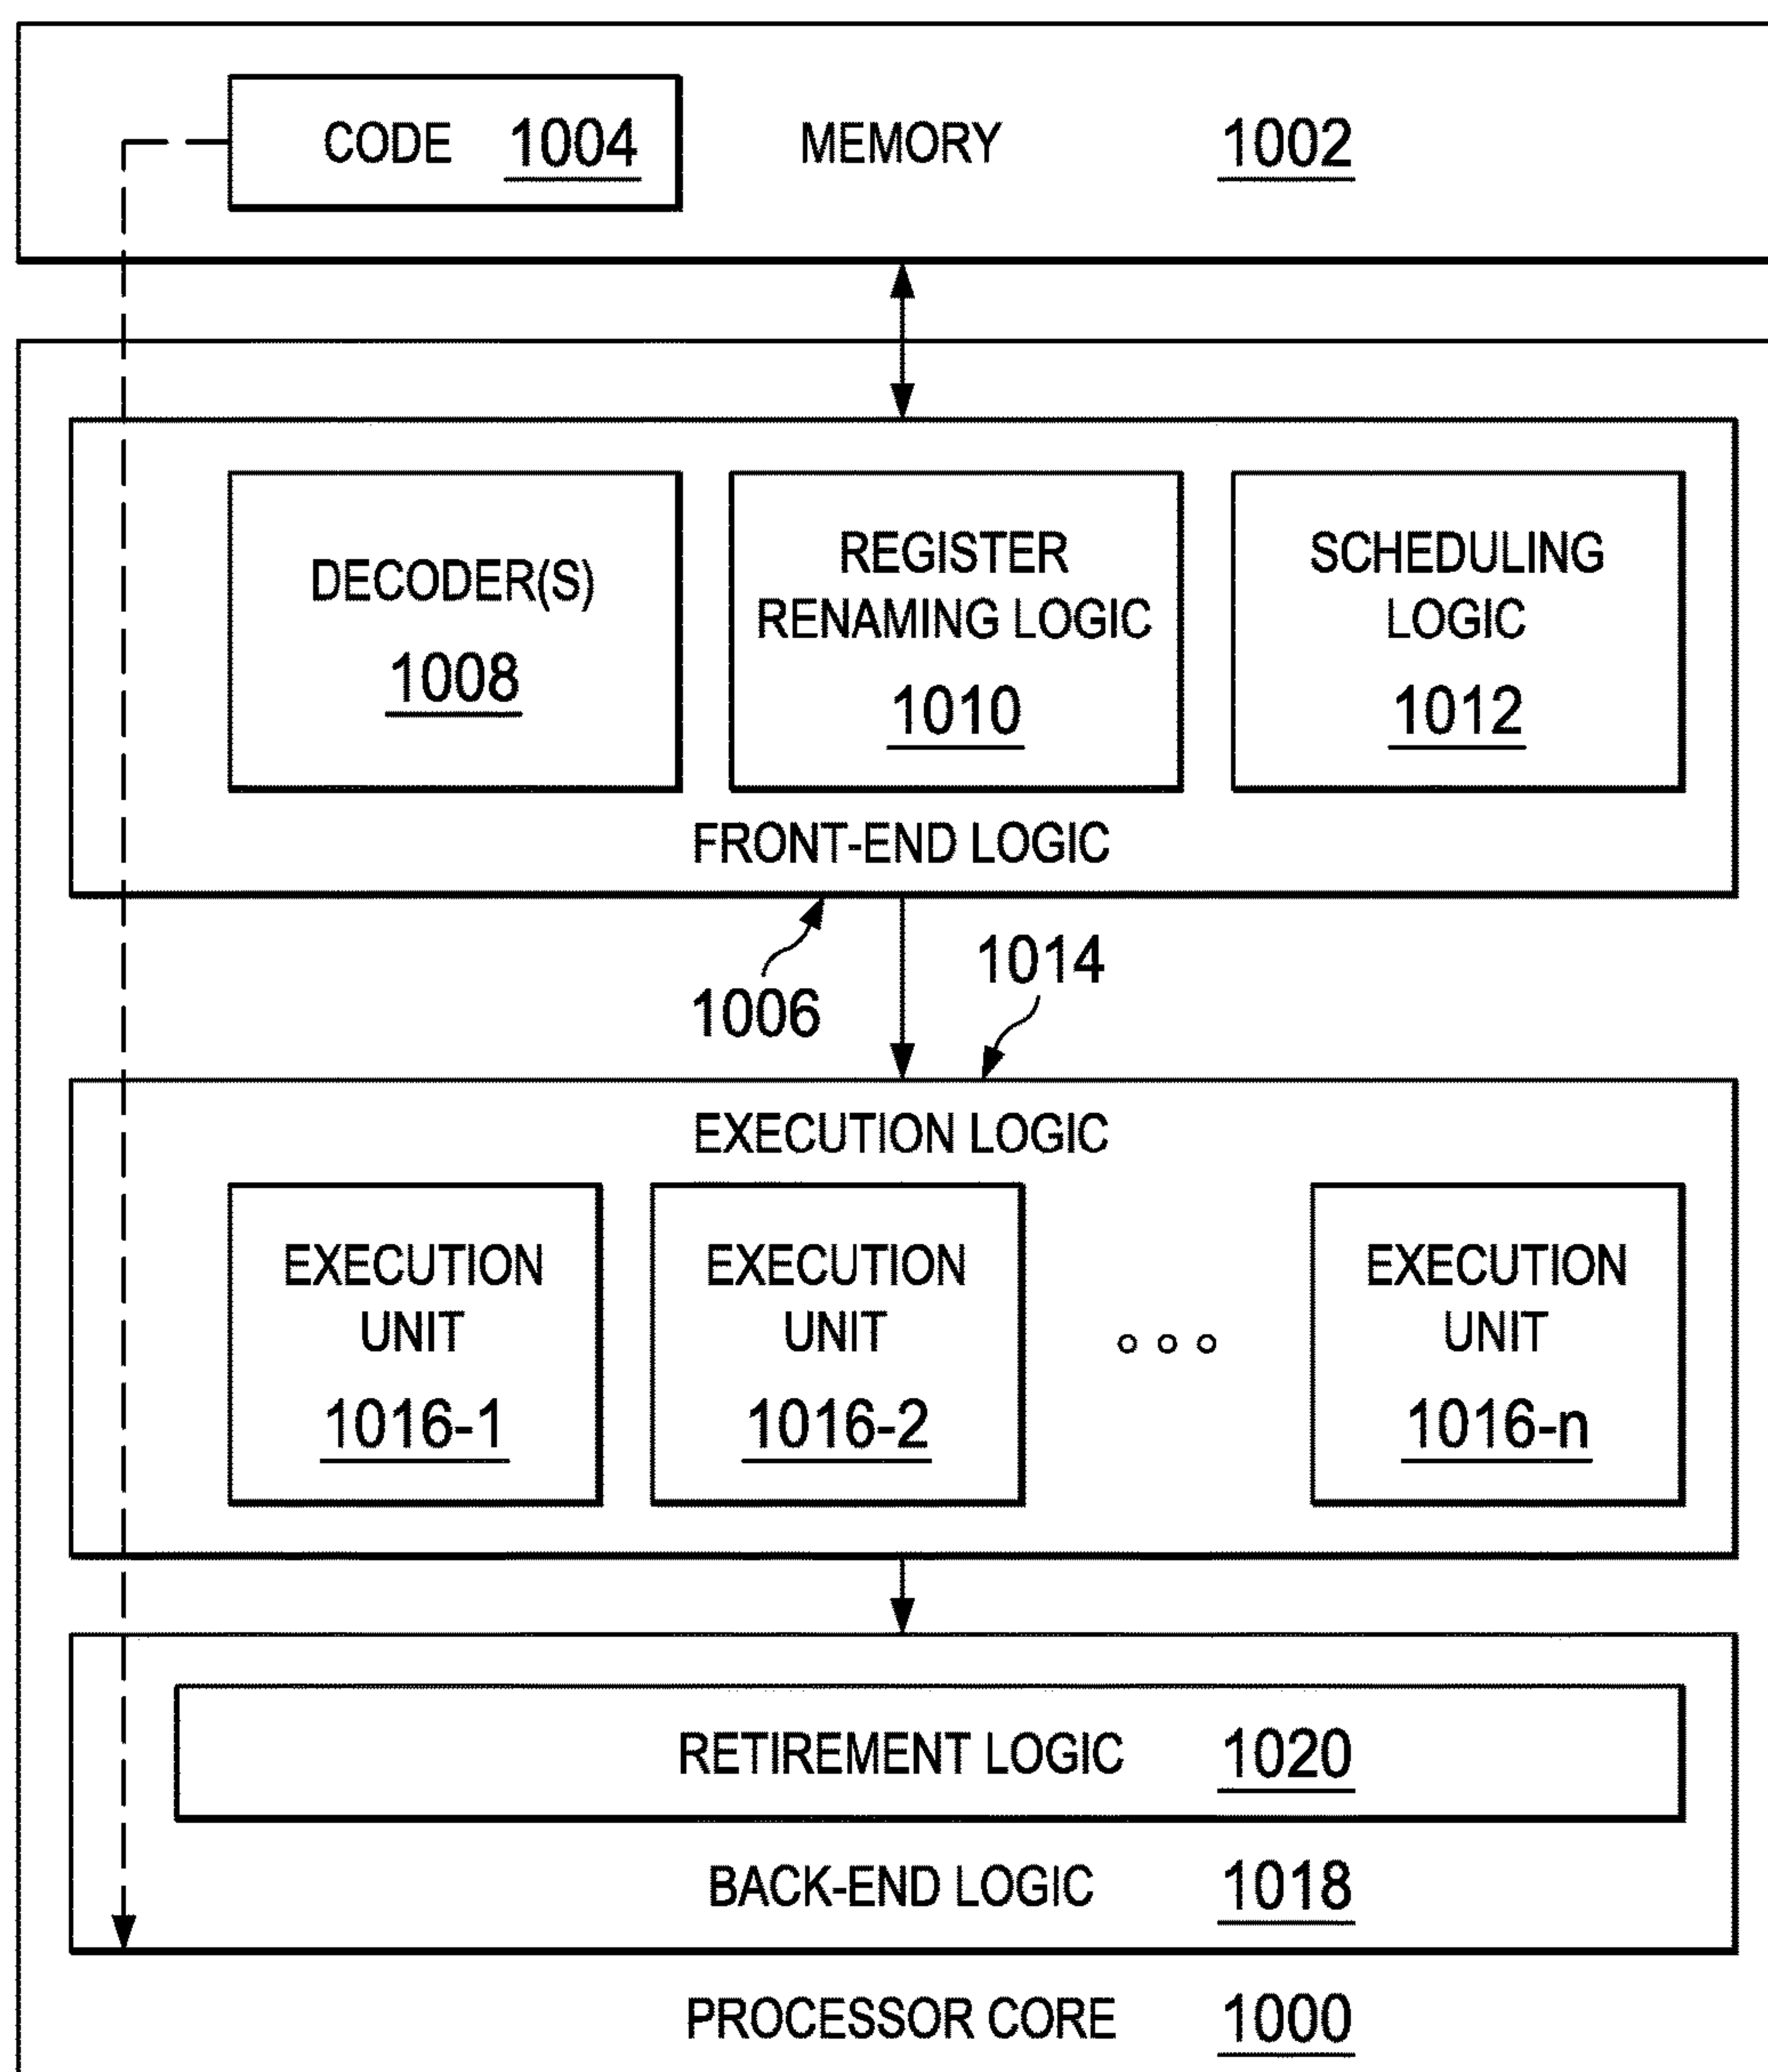 CODE 1004 MEMORY 1002
DECODER(S)
1008
REGISTER
RENAMING LOGIC
1010
SCHEDULING
LOGIC
1012
FRONT-END LOGIC
1006
1014
EXECUTION LOGIC
EXECUTION
UNIT
1016-1
EXECUTION
UNIT
1016-2
EXECUTION
UNIT
1016-n
RETIREMENT LOGIC 1020
BACK-END LOGIC 1018
PROCESSOR CORE 1000